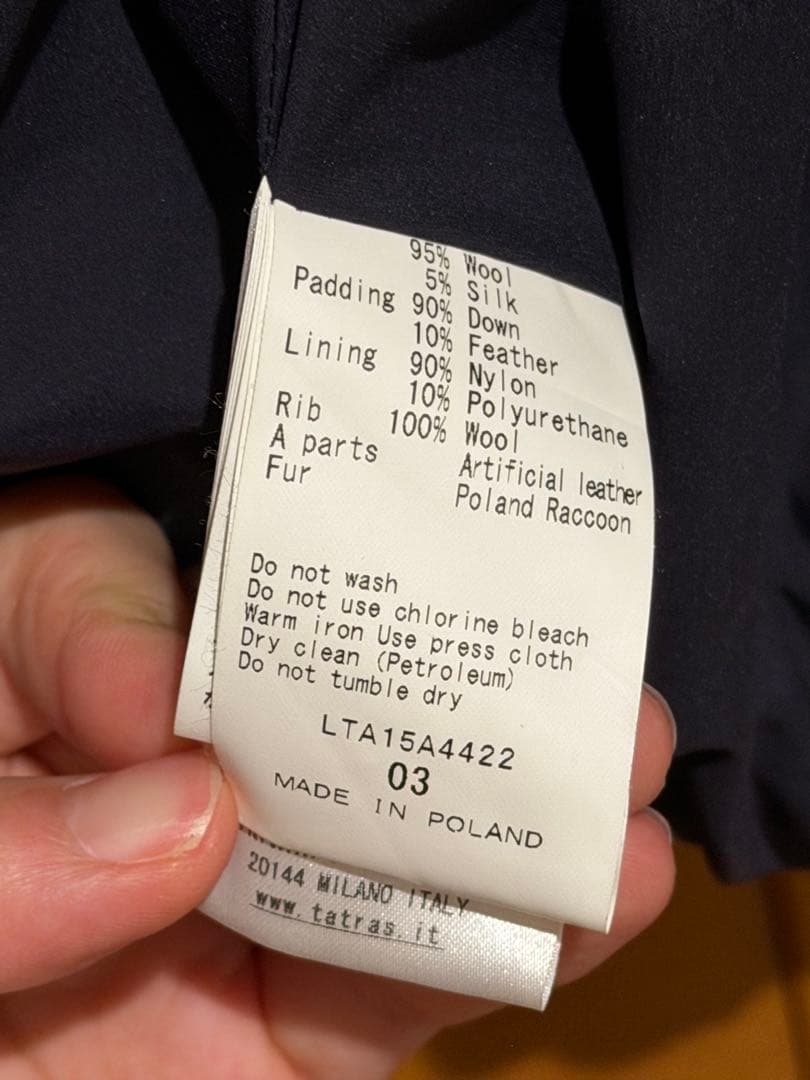 95% Wool
5% Silk
Padding 90% Down
10% Feather
Lining 90% Nylon
10% Polyurethane
Rib 100% Wool
A parts Artificial leather
Fur Poland Raccoon
Do not wash
Do not use chlorine bleach
Warm iron Use press cloth
Dry clean (Petroleum)
Do not tumble dry
LTA15A4422
03
MADE IN POLAND
20144 MILANO ITALY
www.tatras.it